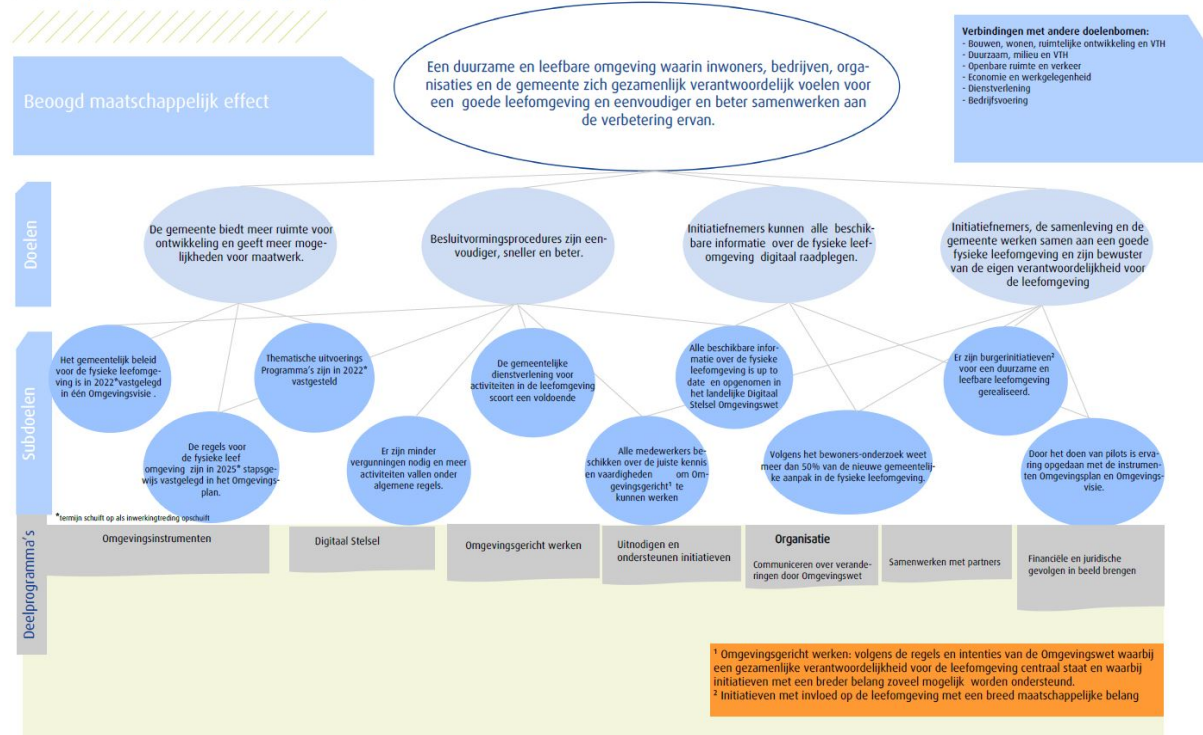 Beoogd maatschappelijk effect
Een duurzame en leefbare omgeving waarin inwoners, bedrijven, orga-
nisaties en de gemeente zich gezamenlijk verantwoordelijk voelen voor
een goede leefomgeving en eenvoudiger en beter samenwerken aan
de verbetering ervan.
Verbindingen met andere doelenbomen:
- Bouwen, wonen, ruimtelijke ontwikkeling en VTH
- Duurzaam, milieu en VTH
- Openbare ruimte en verkeer
- Economie en werkgelegenheid
- Dienstverlening
- Bedrijfsvoering
Doelen
De gemeente biedt meer ruimte voor
ontwikkeling en geeft meer moge-
lijkheden voor maatwerk.
Besluitvormingsprocedures zijn een-
voudiger, sneller en beter.
Initiatiefnemers kunnen alle beschik-
bare informatie over de fysieke leef-
omgeving digitaal raadplegen.
Initiatiefnemers, de samenleving en de
gemeente werken samen aan een goede
fysieke leefomgeving en zijn bewuster
van de eigen verantwoordelijkheid voor
de leefomgeving
Subdoelen
Het gemeentelijk beleid
voor de fysieke leefomge-
ving is in 2022*vastgelegd
in één Omgevingsvisie .
Thematische uitvoerings
Programma's zijn in 2022*
vastgesteld
De gemeentelijke
dienstverlening voor
activiteiten in de leefomgeving
scoort een voldoende
Alle beschikbare infor-
matie over de fysieke
leefomgeving is up to
date en opgenomen in
het landelijke Digitaal
Stelsel Omgevingswet
Er zijn burgerinitiatieven²
voor een duurzame en
leefbare leefomgeving
gerealiseerd.
De regels voor
de fysieke leef
omgeving zijn in 2025* stapsge-
wijs vastgelegd in het Omgevings-
plan.
Er zijn minder
vergunningen nodig en meer
activiteiten vallen onder
algemene regels.
Alle medewerkers be-
schikken over de juiste kennis
en vaardigheden om Om-
gevingsgericht¹ te
kunnen werken
Volgens het bewoners-onderzoek weet
meer dan 50% van de nieuwe gemeentelij-
ke aanpak in de fysieke leefomgeving.
Door het doen van pilots is erva-
ring opgedaan met de instrumen-
ten Omgevingsplan en Omgevings-
visie.
*termijn schuift op als inwerkingtreding opschuift
Deelprogramma's
Omgevingsinstrumenten
Digitaal Stelsel
Omgevingsgericht werken
Uitnodigen en
ondersteunen initiatieven
Organisatie
Communiceren over verande-
ringen door Omgevingswet
Samenwerken met partners
Financiële en juridische
gevolgen in beeld brengen
¹ Omgevingsgericht werken: volgens de regels en intenties van de Omgevingswet waarbij
een gezamenlijke verantwoordelijkheid voor de leefomgeving centraal staat en waarbij
initiatieven met een breder belang zoveel mogelijk worden ondersteund.
² Initiatieven met invloed op de leefomgeving met een breed maatschappelijke belang